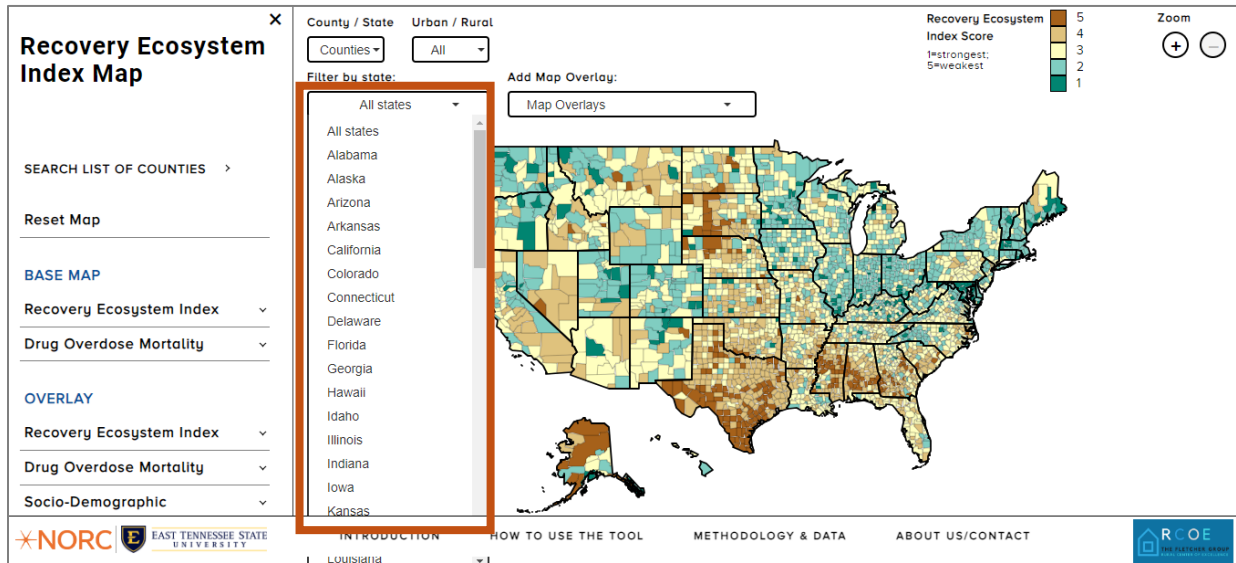 ×
Recovery Ecosystem
Index Map
SEARCH LIST OF COUNTIES ›
Reset Map
BASE MAP
Recovery Ecosystem Index
Drug Overdose Mortality
OVERLAY
Recovery Ecosystem Index
Drug Overdose Mortality
Socio-Demographic
County / State Urban / Rural
Counties All
Filter by state: Add Map Overlay:
All states Map Overlays
All states
Alabama
Alaska
Arizona
Arkansas
California
Colorado
Connecticut
Delaware
Florida
Georgia
Hawaii
Idaho
Illinois
Indiana
Iowa
Kansas
Louisiana
Recovery Ecosystem
Index Score
1=strongest;
5=weakest
5
4
3
2
1
Zoom
+ −
NORC
E
EAST TENNESSEE STATE
UNIVERSITY
INTRODUCTION HOW TO USE THE TOOL METHODOLOGY & DATA ABOUT US/CONTACT
RCOE
THE FLETCHER GROUP